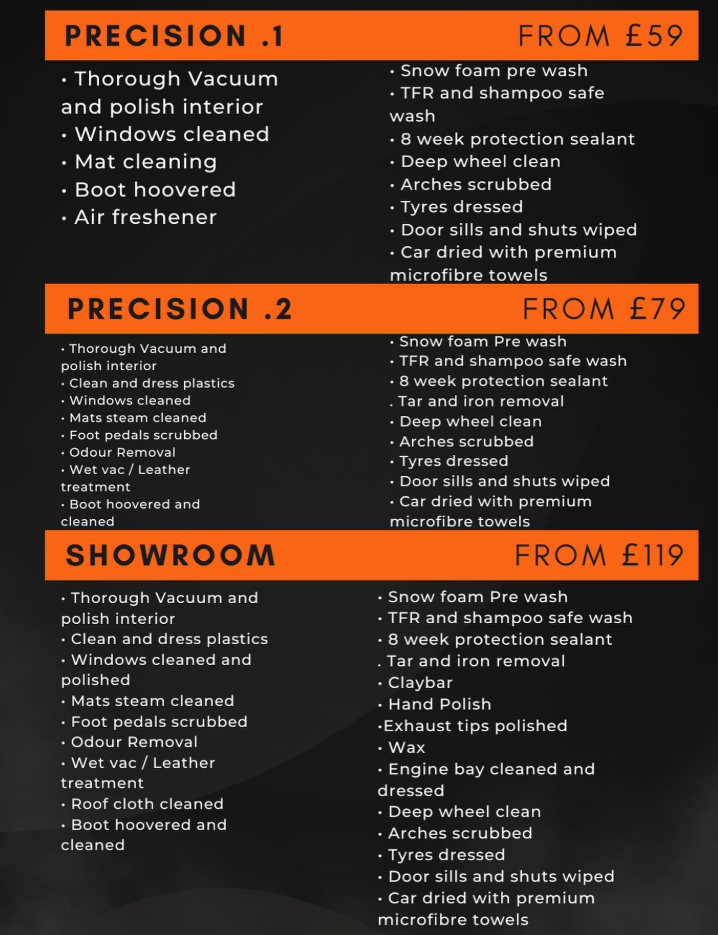 PRECISION .1 FROM £59
• Thorough Vacuum
and polish interior
• Windows cleaned
• Mat cleaning
• Boot hoovered
• Air freshener
• Snow foam pre wash
• TFR and shampoo safe
wash
• 8 week protection sealant
• Deep wheel clean
• Arches scrubbed
• Tyres dressed
• Door sills and shuts wiped
• Car dried with premium
microfibre towels
PRECISION .2 FROM £79
• Thorough Vacuum and
polish interior
• Clean and dress plastics
• Windows cleaned
• Mats steam cleaned
• Foot pedals scrubbed
• Odour Removal
• Wet vac / Leather
treatment
• Boot hoovered and
cleaned
• Snow foam Pre wash
• TFR and shampoo safe wash
• 8 week protection sealant
. Tar and iron removal
• Deep wheel clean
• Arches scrubbed
• Tyres dressed
• Door sills and shuts wiped
• Car dried with premium
microfibre towels
SHOWROOM FROM £119
• Thorough Vacuum and
polish interior
• Clean and dress plastics
• Windows cleaned and
polished
• Mats steam cleaned
• Foot pedals scrubbed
• Odour Removal
• Wet vac / Leather
treatment
• Roof cloth cleaned
• Boot hoovered and
cleaned
• Snow foam Pre wash
• TFR and shampoo safe wash
• 8 week protection sealant
. Tar and iron removal
• Claybar
• Hand Polish
•Exhaust tips polished
• Wax
• Engine bay cleaned and
dressed
• Deep wheel clean
• Arches scrubbed
• Tyres dressed
• Door sills and shuts wiped
• Car dried with premium
microfibre towels